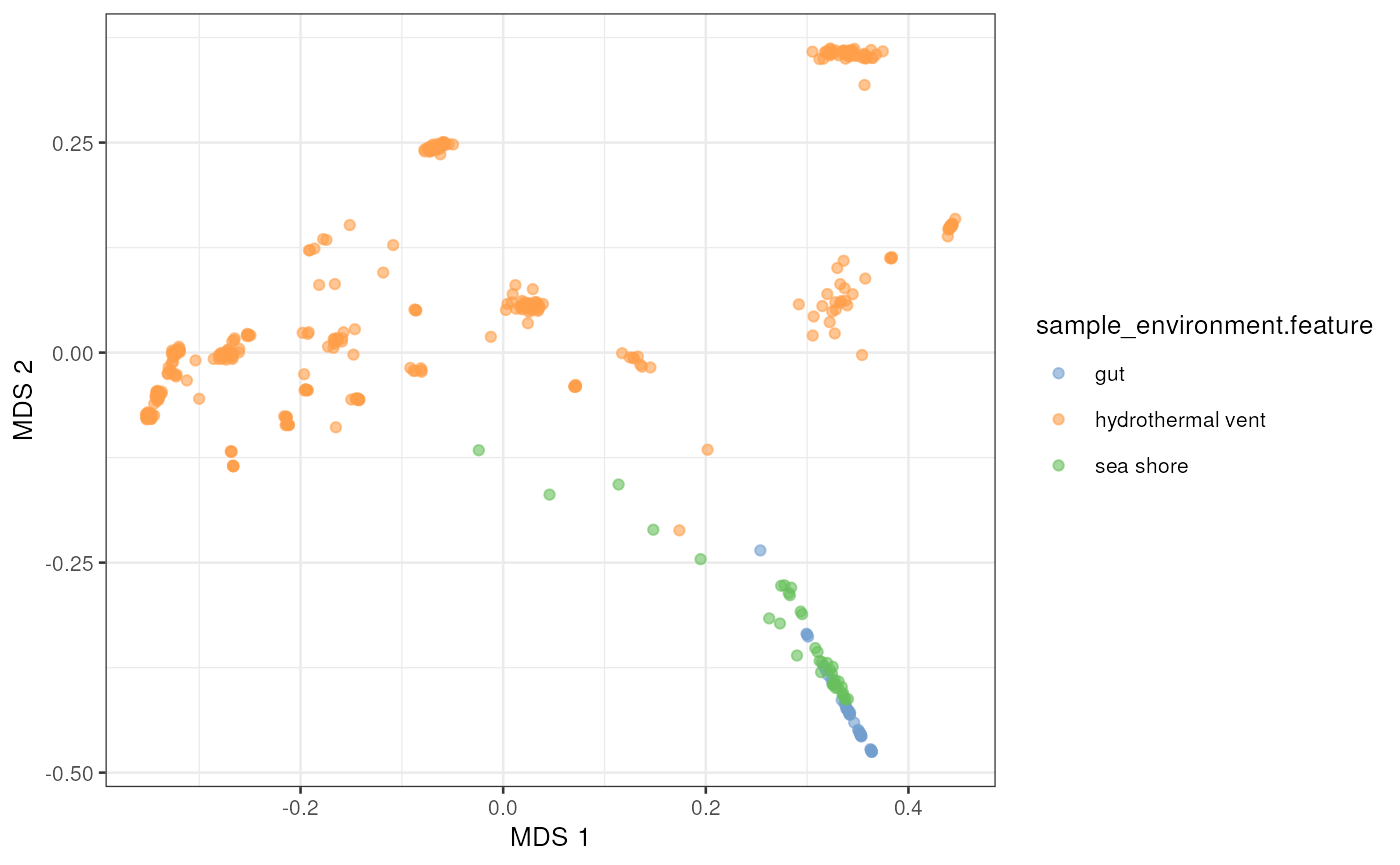 MDS 2
0.25
0.00
-0.25
-0.50
-0.2
0.0
0.2
0.4
MDS 1
sample_environment.feature
gut
hydrothermal vent
sea shore